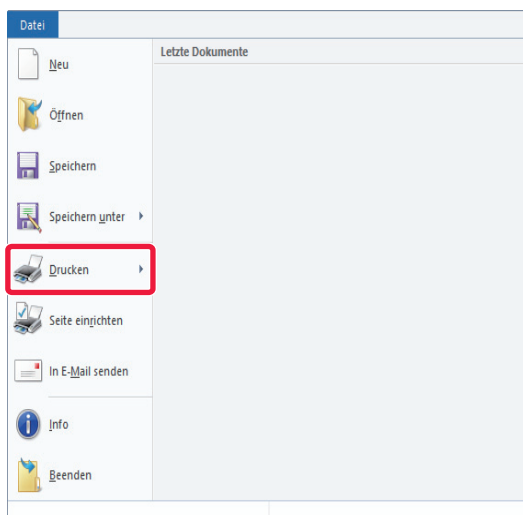 Datei
Letzte Dokumente
Neu
Öffnen
Speichern
Speichern unter
Drucken
Seite einrichten
In E-Mail senden
Info
Beenden